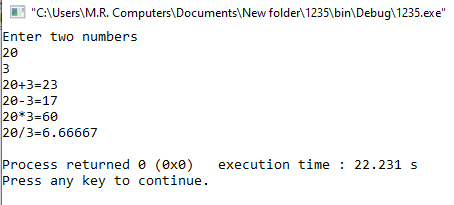 "C:\Users\M.R. Computers\Documents\New folder\1235\bin\Debug\1235.exe"
Enter two numbers
20
3
20+3=23
20-3=17
20*3=60
20/3=6.66667
Process returned 0 (0x0)   execution time : 22.231 s
Press any key to continue.